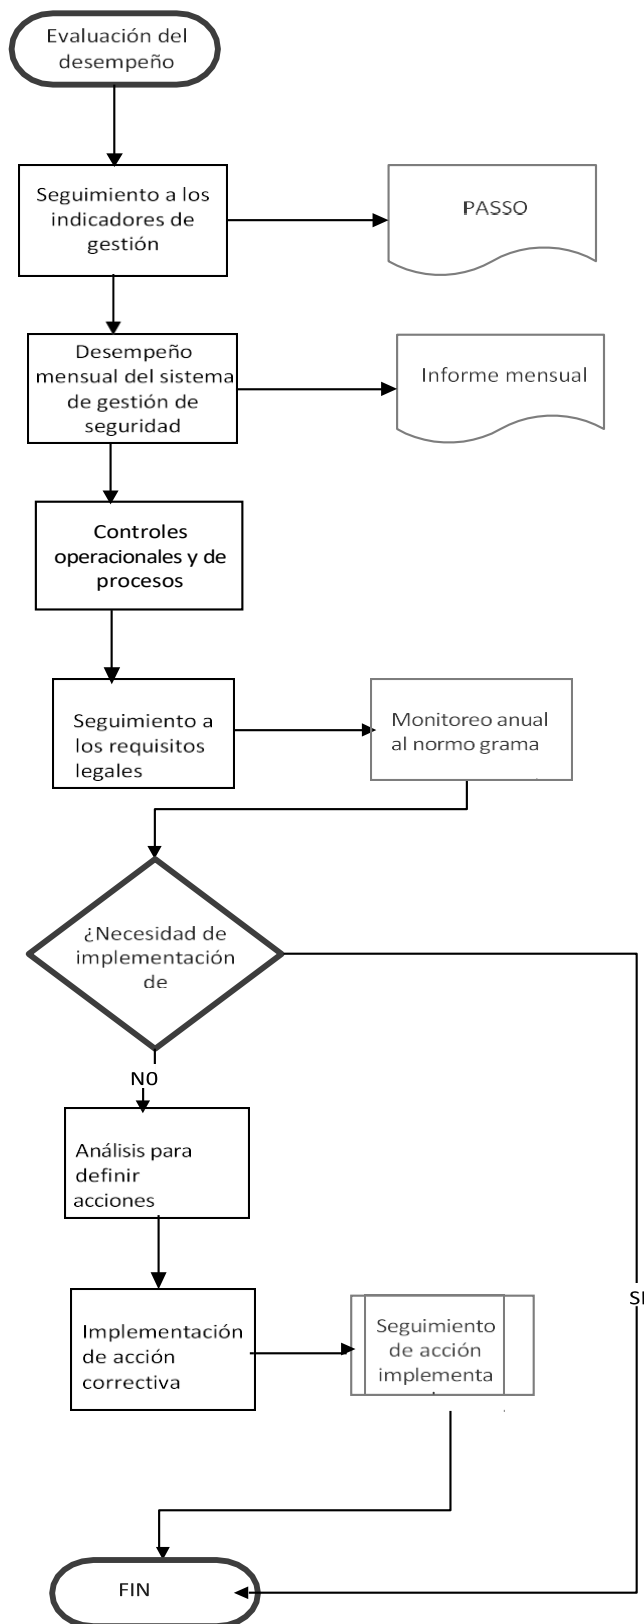 Evaluación del
desempeño
Seguimiento a los
indicadores de
gestión
PASSO
Desempeño
mensual del sistema
de gestión de
seguridad
Informe mensual
Controles
operacionales y de
procesos
Seguimiento a
los requisitos
legales
Monitoreo anual
al normo grama
¿Necesidad de
implementación
de
N0
Análisis para
definir
acciones
SI
Implementación
de acción
correctiva
Seguimiento
de acción
implementa
FIN